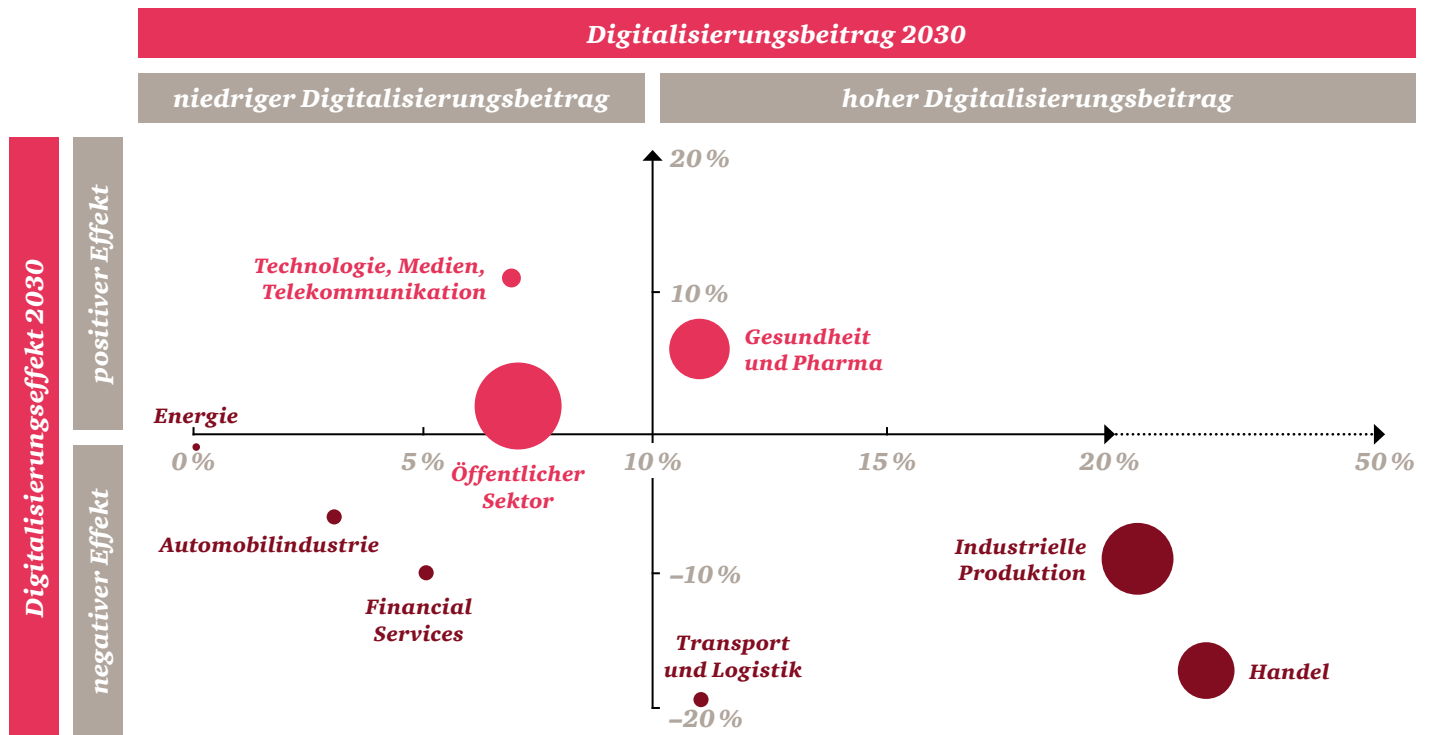 Digitalisierungsbeitrag 2030
niedriger Digitalisierungsbeitrag
hoher Digitalisierungsbeitrag
Digitalisierungseffekt 2030
positiver Effekt
negativer Effekt
20 %
Technologie, Medien,
Telekommunikation
10 %
Gesundheit
und Pharma
Energie
0 %
5 %
10 %
15 %
20 %
50 %
Öffentlicher
Sektor
Automobilindustrie
Industrielle
Produktion
–10 %
Financial
Services
Transport
und Logistik
Handel
–20 %